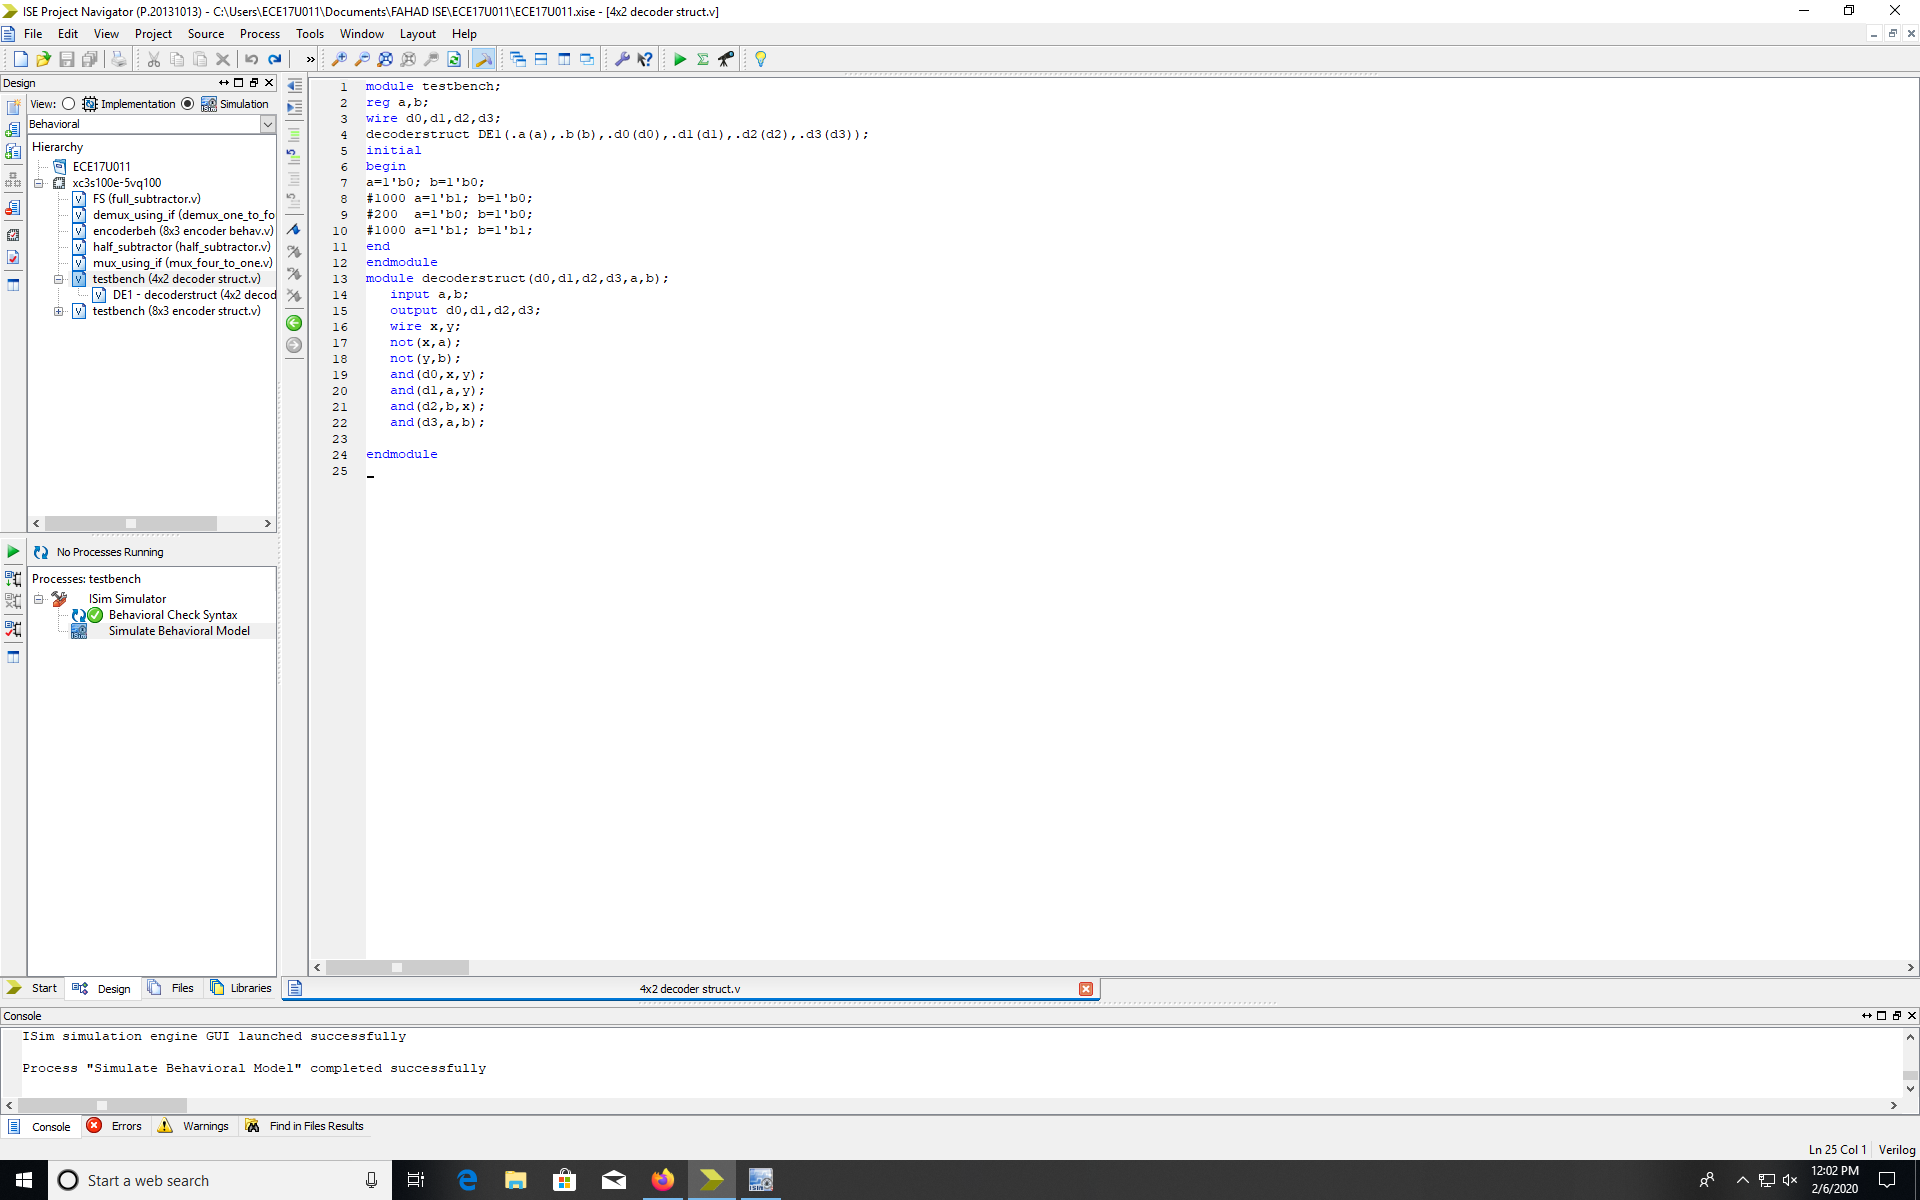 ISE Project Navigator (P.20131013) - C:\Users\ECE17U011\Documents\FAHAD ISE\ECE17U011\ECE17U011.xise - [4x2 decoder struct.v]
File Edit View Project Source Process Tools Window Layout Help
Design
View: Implementation Simulation
Behavioral
Hierarchy
ECE17U011
xc3s100e-5vq100
FS (full_subtractor.v)
demux_using_if (demux_one_to_fo
encoderbeh (8x3 encoder behav.v)
half_subtractor (half_subtractor.v)
mux_using_if (mux_four_to_one.v)
testbench (4x2 decoder struct.v)
DE1 - decoderstruct (4x2 decod
testbench (8x3 encoder struct.v)
No Processes Running
Processes: testbench
ISim Simulator
Behavioral Check Syntax
Simulate Behavioral Model
1 module testbench;
2 reg a,b;
3 wire d0,d1,d2,d3;
4 decoderstruct DE1(.a(a),.b(b),.d0(d0),.d1(d1),.d2(d2),.d3(d3));
5 initial
6 begin
7 a=1'b0; b=1'b0;
8 #1000 a=1'b1; b=1'b0;
9 #200  a=1'b0; b=1'b0;
10 #1000 a=1'b1; b=1'b1;
11 end
12 endmodule
13 module decoderstruct(d0,d1,d2,d3,a,b);
14 input a,b;
15 output d0,d1,d2,d3;
16 wire x,y;
17 not(x,a);
18 not(y,b);
19 and(d0,x,y);
20 and(d1,a,y);
21 and(d2,b,x);
22 and(d3,a,b);
23
24 endmodule
25
Start Design Files Libraries
4x2 decoder struct.v
Console
ISim simulation engine GUI launched successfully
Process "Simulate Behavioral Model" completed successfully
Console Errors Warnings Find in Files Results
Ln 25 Col 1 Verilog
Start a web search
12:02 PM
2/6/2020